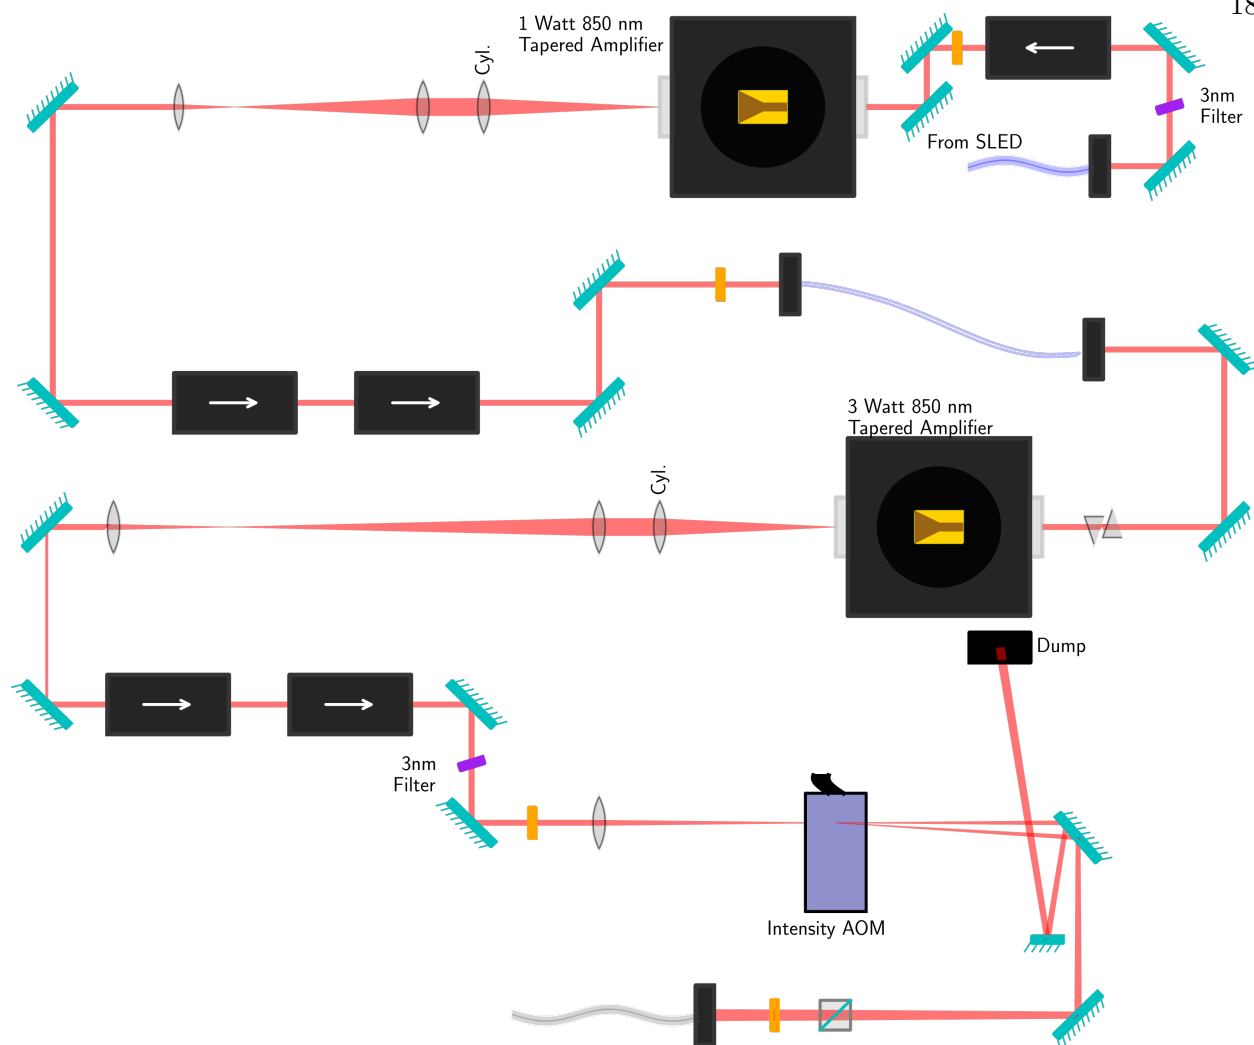 18
1 Watt 850 nm
Tapered Amplifier
Cyl.
3nm
Filter
From SLED
3 Watt 850 nm
Tapered Amplifier
Cyl.
Dump
3nm
Filter
Intensity AOM